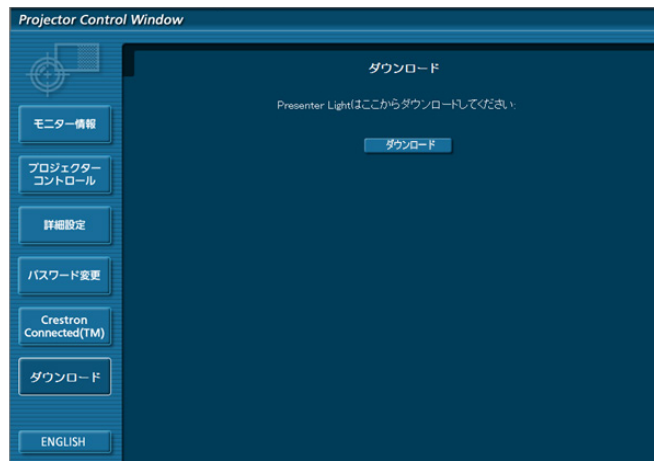 Projector Control Window
ダウンロード
Presenter Lightはここからダウンロードしてください:
ダウンロード
モニター情報
プロジェクター
コントロール
詳細設定
パスワード変更
Crestron
Connected(TM)
ダウンロード
ENGLISH